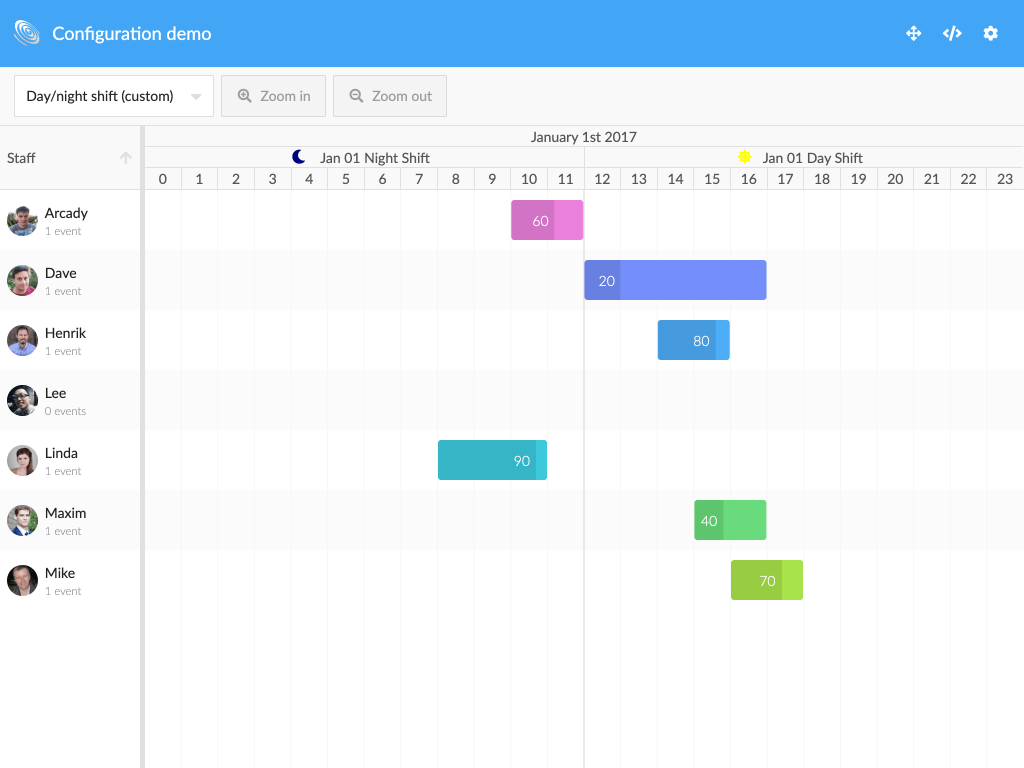 Configuration demo
Day/night shift (custom)
Zoom in
Zoom out
Staff
January 1st 2017
Jan 01 Night Shift
Jan 01 Day Shift
0 1 2 3 4 5 6 7 8 9 10 11 12 13 14 15 16 17 18 19 20 21 22 23
Arcady
1 event
60
Dave
1 event
20
Henrik
1 event
80
Lee
0 events
Linda
1 event
90
Maxim
1 event
40
Mike
1 event
70